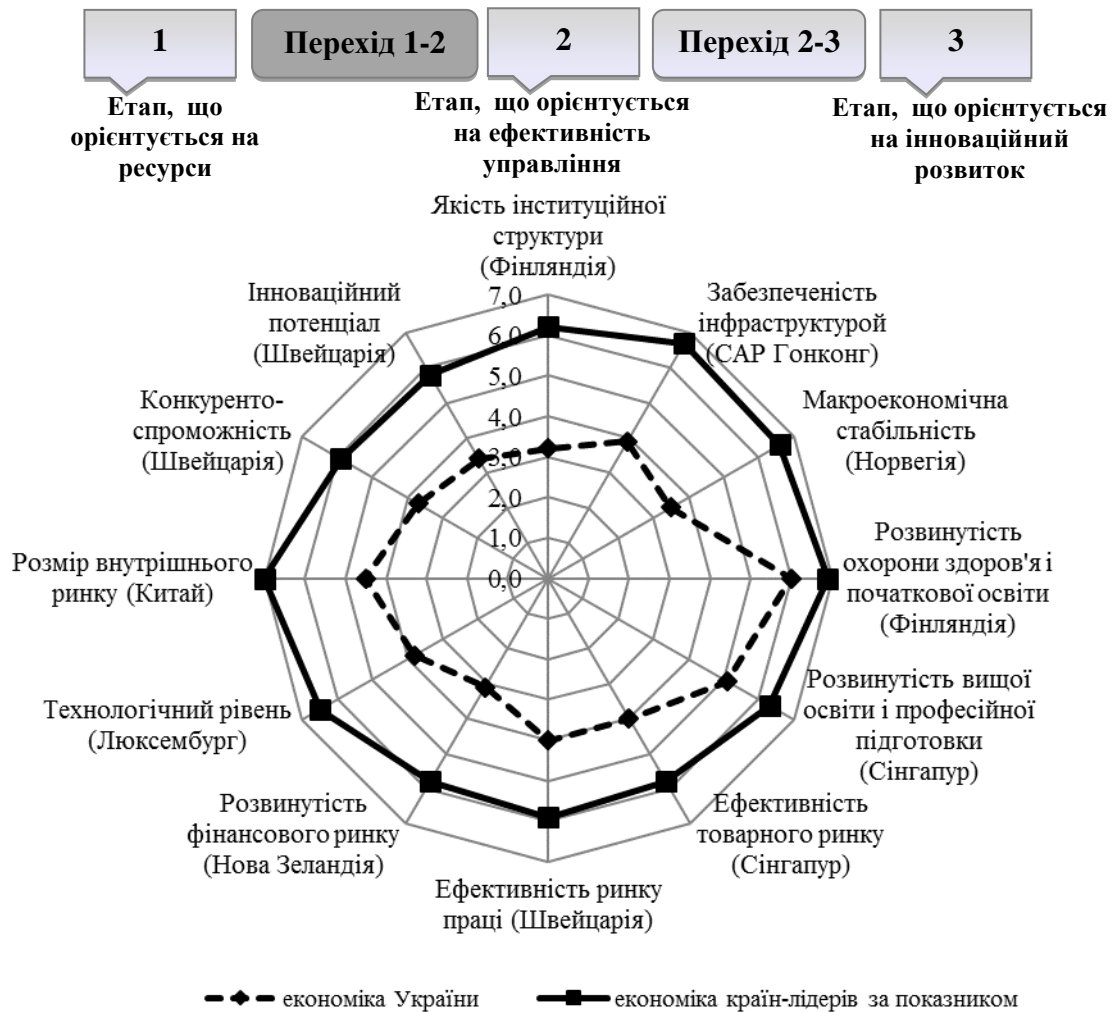 1
Перехід 1-2
2
Перехід 2-3
3
Етап, що
орієнтується на
ресурси
Етап, що орієнтується
на ефективність
управління
Етап, що орієнтується
на інноваційний
розвиток
Якість інституційної
структури
(Фінляндія)
Забезпеченість
інфраструктурой
(САР Гонконг)
Макроекономічна
стабільність
(Норвегія)
Розвинутість
охорони здоров'я і
початкової освіти
(Фінляндія)
Розвинутість вищої
освіти і професійної
підготовки
(Сінгапур)
Ефективність
товарного ринку
(Сінгапур)
Ефективність ринку
праці (Швейцарія)
Розвинутість
фінансового ринку
(Нова Зеландія)
Технологічний рівень
(Люксембург)
Розмір внутрішнього
ринку (Китай)
Конкуренто-
спроможність
(Швейцарія)
Інноваційний
потенціал
(Швейцарія)
7,0
6,0
5,0
4,0
3,0
2,0
1,0
0,0
економіка України
економіка країн-лідерів за показником